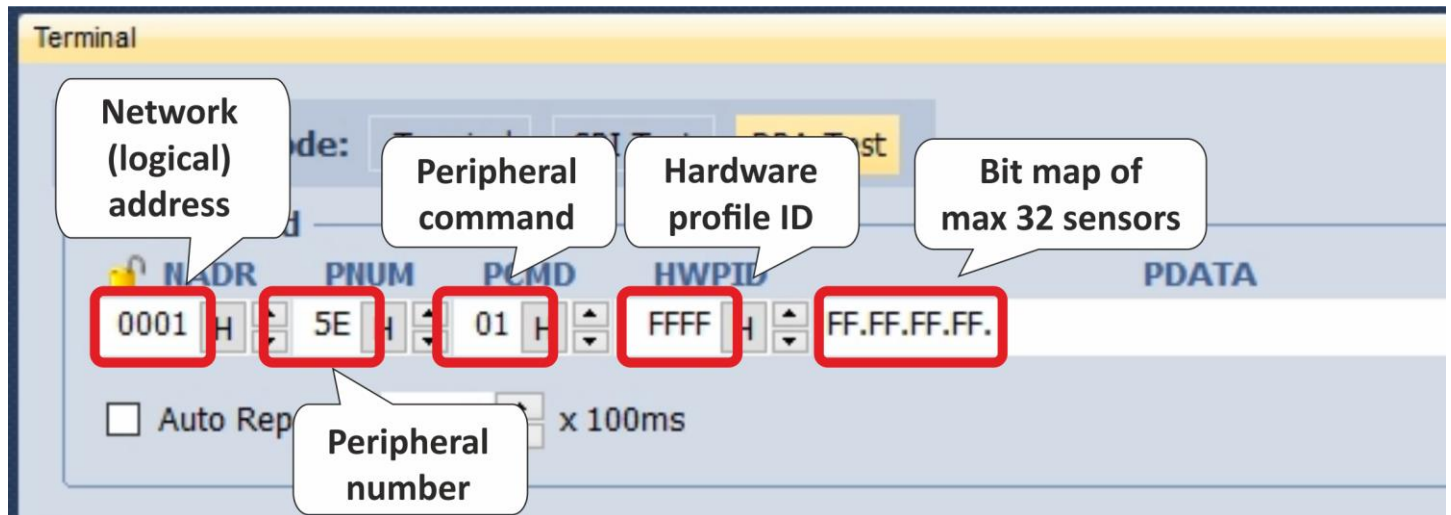 Terminal
Network
(logical)
address
Peripheral
command
Hardware
profile ID
Bit map of
max 32 sensors
NADR PNUM PCMD HWPID PDATA
0001 H 5E H 01 H FFFF H FF.FF.FF.FF.
x 100ms
Auto
Peripheral
number